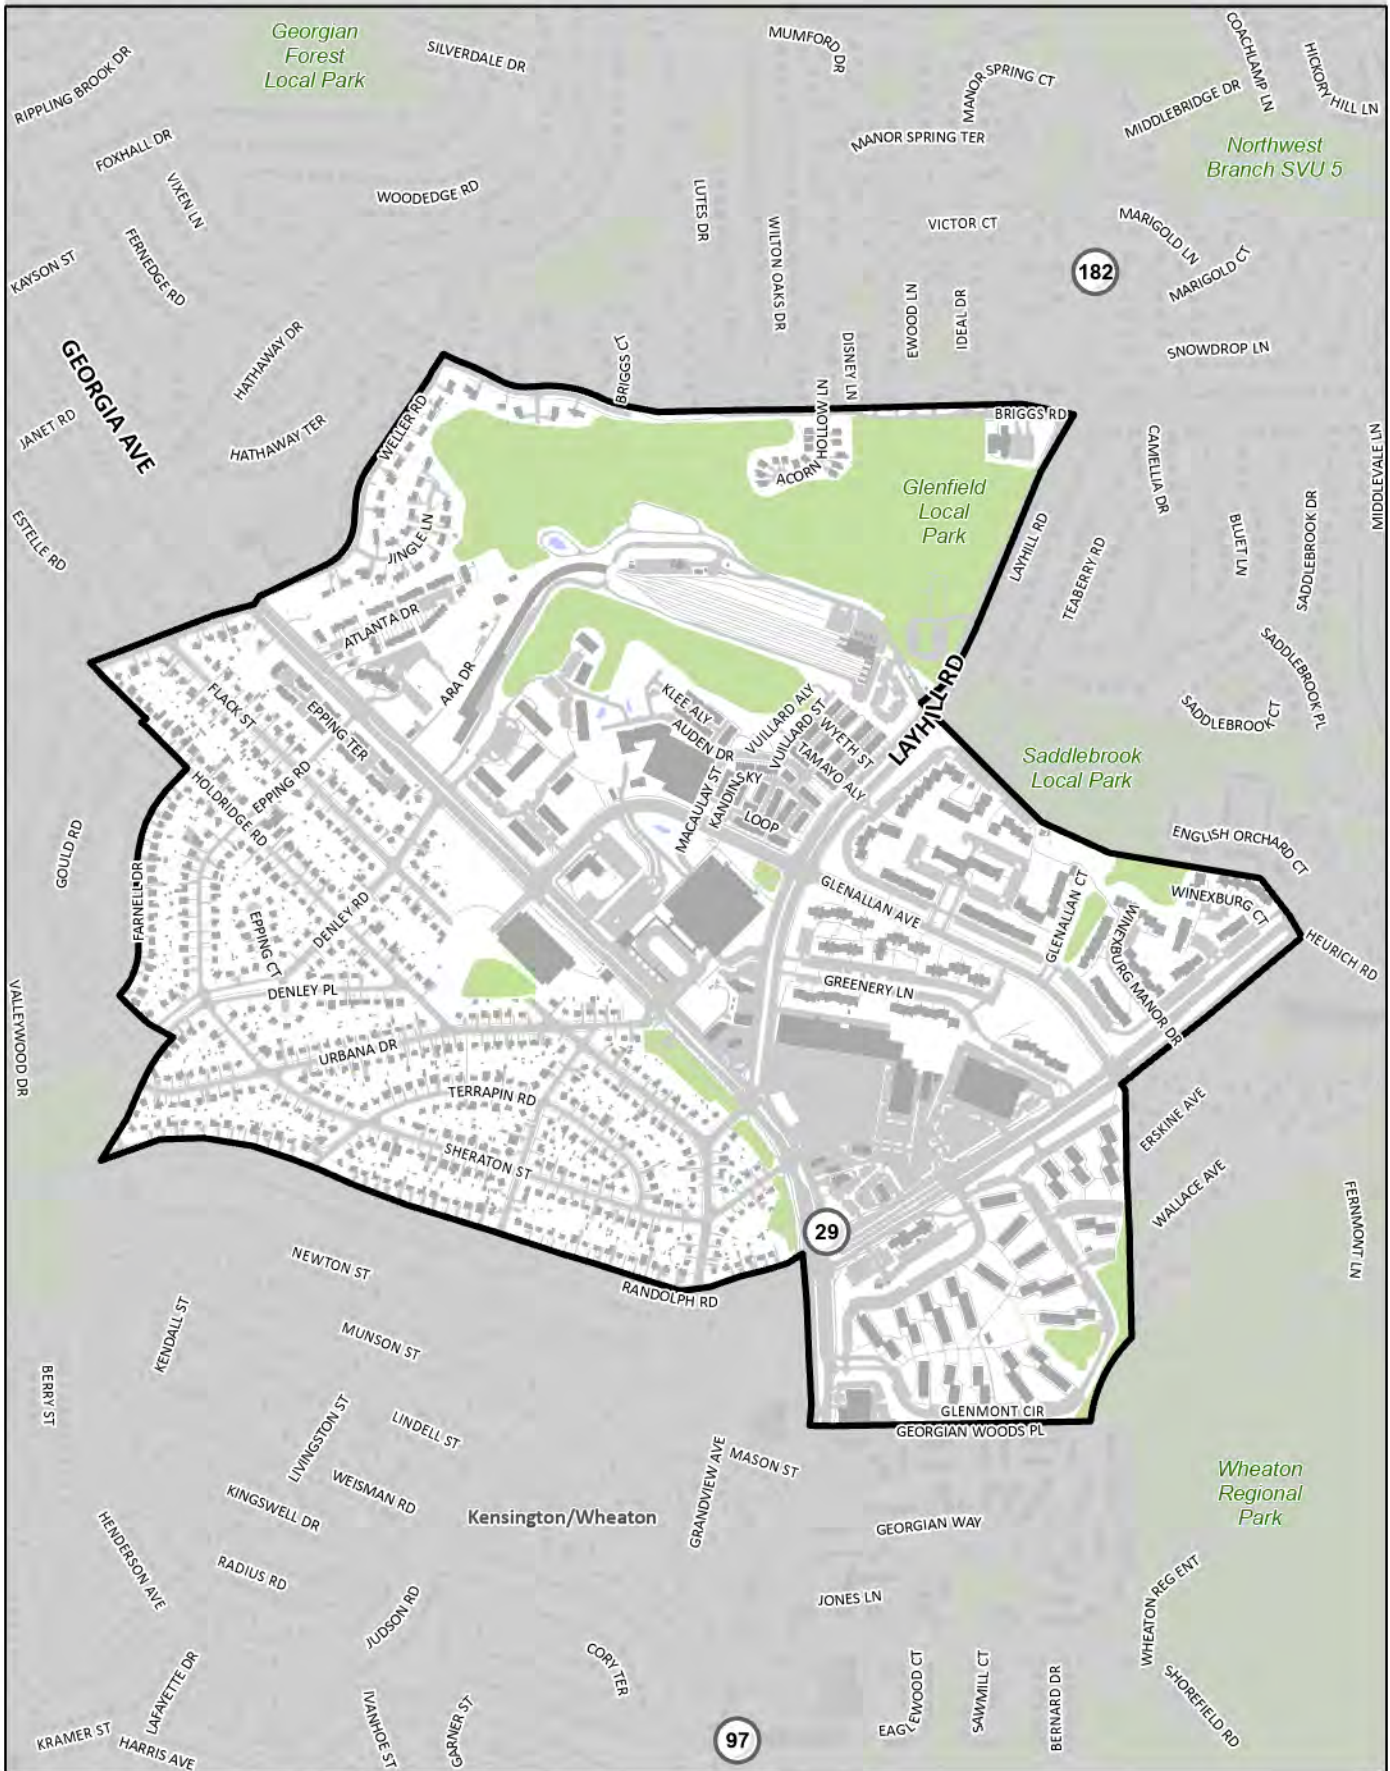 Georgian
Forest
Local Park
SILVERDALE DR
MUMFORD DR
COACHLAMP LN
HICKORY HILL LN
RIPPLING BROOK DR
MANOR SPRING CT
MIDDLEBRIDGE DR
FOXHALL DR
MANOR SPRING TER
Northwest
Branch SVU 5
VIXEN LN
WOODEDGE RD
LUTES DR
VICTOR CT
MARIGOLD LN
KAYSON ST
FERNEDGE RD
WILTON OAKS DR
182
MARIGOLD CT
EWOOD LN
IDEAL DR
HATHAWAY DR
BRIGGS CT
DISNEY LN
SNOWDROP LN
GEORGIA AVE
JANET RD
HATHAWAY TER
WELLER RD
ACORN HOLLOW LN
BRIGGS RD
CAMELLIA DR
MIDDLEVALE LN
Glenfield
Local
Park
ESTELLE RD
JINGLE LN
LAYHILL RD
TEABERRY RD
BLUET LN
SADDLEBROOK DR
ATLANTA DR
ARA DR
SADDLEBROOK PL
FLACK ST
EPPING TER
KLEE ALY
AUDEN DR
VUILLARD ALY
VUILLARD ST
WYETH ST
TAMAYO ALY
LAYHILL RD
SADDLEBROOK CT
Saddlebrook
Local Park
HOLDRIDGE RD
EPPING RD
MACAULAY ST
KANDINSKY
LOOP
GOULD RD
ENGLISH ORCHARD CT
FARNELL DR
EPPING CT
DENLEY RD
GLENALLAN AVE
GLENALLAN CT
WINEXBURG CT
WINEXBURG MANOR DR
HEURICH RD
DENLEY PL
GREENERY LN
VALLEYWOOD DR
URBANA DR
TERRAPIN RD
SHERATON ST
ERSKINE AVE
WALLACE AVE
FERNMONT LN
29
NEWTON ST
RANDOLPH RD
KENDALL ST
MUNSON ST
BERRY ST
LIVINGSTON ST
LINDELL ST
GLENMONT CIR
GEORGIAN WOODS PL
WEISMAN RD
GRANDVIEW AVE
MASON ST
Wheaton
Regional
Park
KINGSWELL DR
Kensington/Wheaton
GEORGIAN WAY
HENDERSON AVE
RADIUS RD
JUDSON RD
JONES LN
WHEATON REG ENT
CORY TER
LAFAYETTE DR
IVANHOE ST
GARNER ST
EAGLEWOOD CT
SAWMILL CT
BERNARD DR
SHOREFIELD RD
KRAMER ST
HARRIS AVE
97